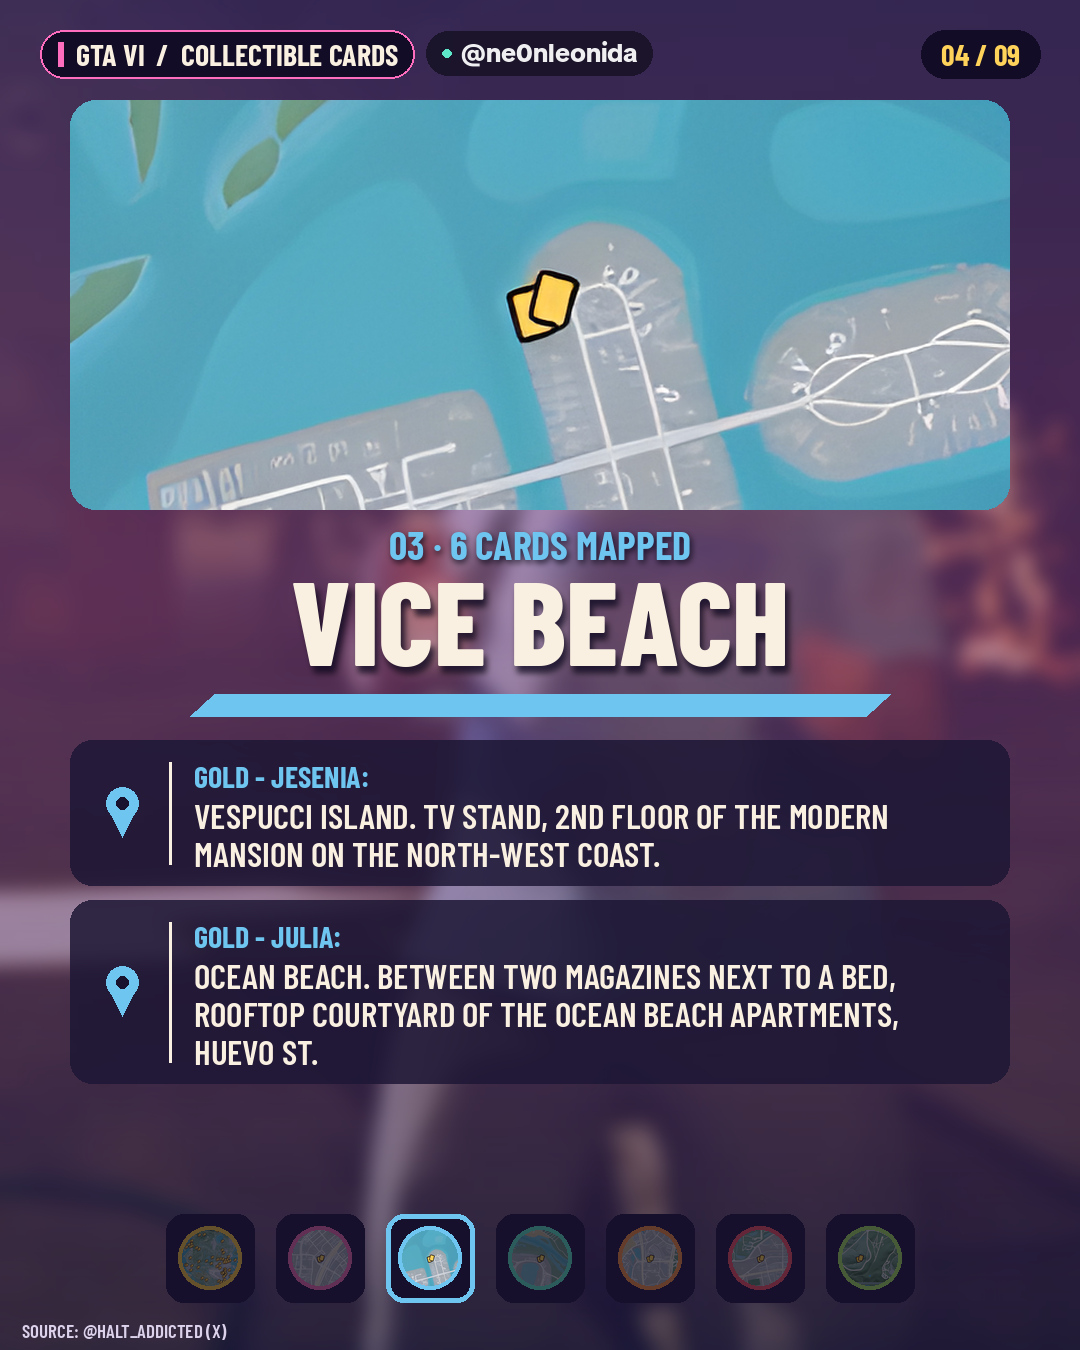 GTA VI / COLLECTIBLE CARDS
@ne0nleonida
04 / 09
03 · 6 CARDS MAPPED
VICE BEACH
GOLD - JESENIA:
VESPUCCI ISLAND. TV STAND, 2ND FLOOR OF THE MODERN
MANSION ON THE NORTH-WEST COAST.
GOLD - JULIA:
OCEAN BEACH. BETWEEN TWO MAGAZINES NEXT TO A BED,
ROOFTOP COURTYARD OF THE OCEAN BEACH APARTMENTS,
HUEVO ST.
SOURCE: @HALT_ADDICTED (X)